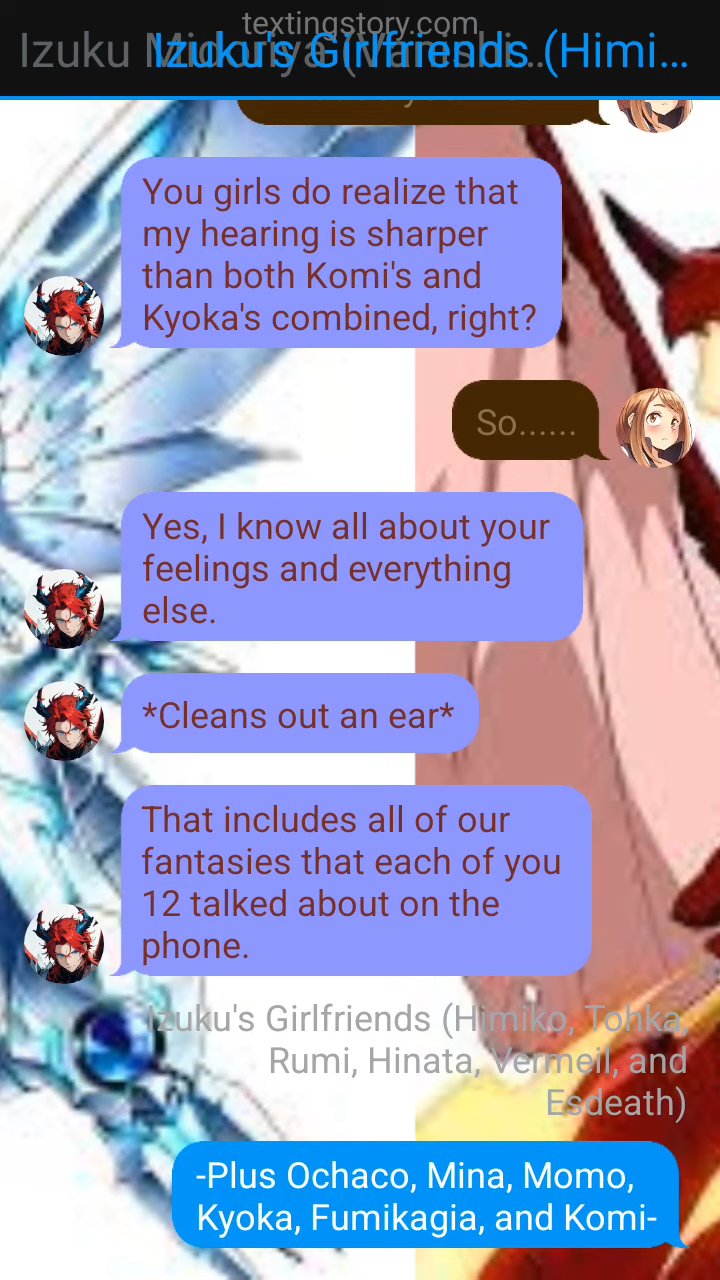 textingstory.com
Izuku's Girlfriends (Himi...
You girls do realize that
my hearing is sharper
than both Komi's and
Kyoka's combined, right?
So......
Yes, I know all about your
feelings and everything
else.
*Cleans out an ear*
That includes all of our
fantasies that each of you
12 talked about on the
phone.
Izuku's Girlfriends (Himiko, Tohka,
Rumi, Hinata, Vermeil, and
Esdeath)
-Plus Ochaco, Mina, Momo,
Kyoka, Fumikagia, and Komi-